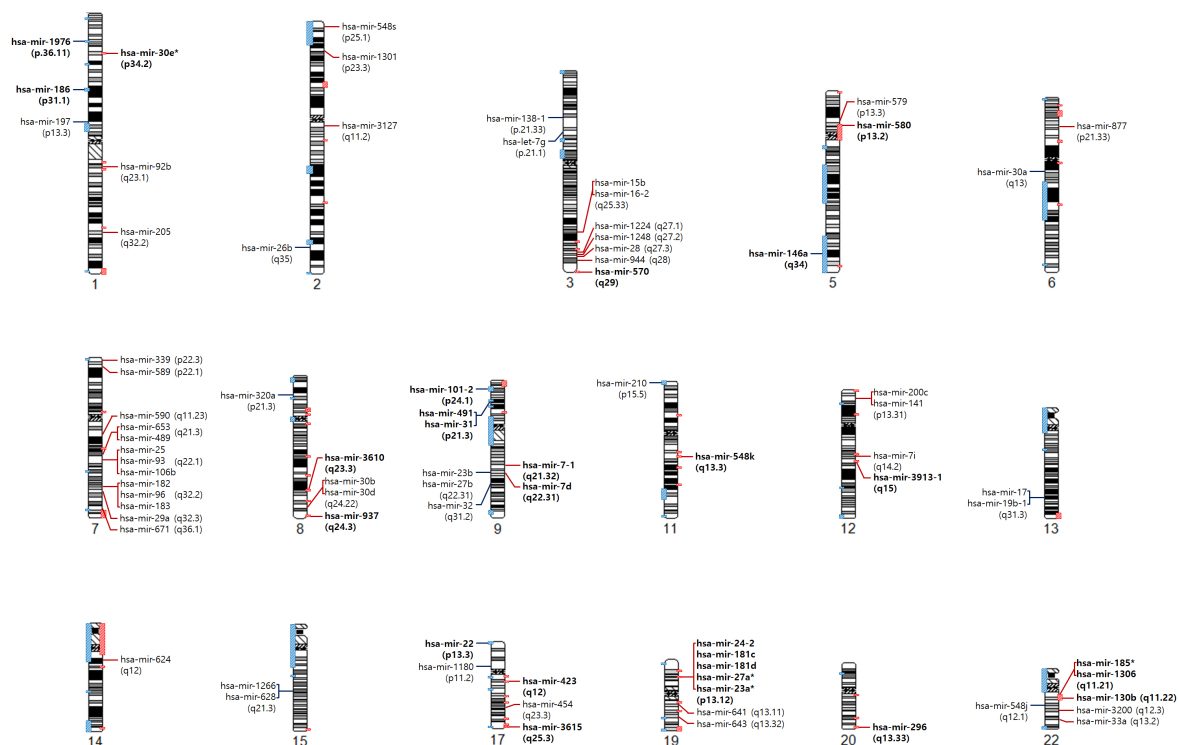 hsa-mir-1976
(p.36.11)
hsa-mir-30e*
(p34.2)
hsa-mir-186
(p31.1)
hsa-mir-197
(p13.3)
hsa-mir-92b
(q23.1)
hsa-mir-205
(q32.2)
1
hsa-mir-548s
(p25.1)
hsa-mir-1301
(p23.3)
hsa-mir-3127
(q11.2)
hsa-mir-26b
(q35)
2
hsa-mir-138-1
(p.21.33)
hsa-let-7g
(p.21.1)
hsa-mir-15b
hsa-mir-16-2
(q25.33)
hsa-mir-1224 (q27.1)
hsa-mir-1248 (q27.2)
hsa-mir-28 (q27.3)
hsa-mir-944 (q28)
hsa-mir-570
(q29)
3
hsa-mir-579
(p13.3)
hsa-mir-580
(p13.2)
hsa-mir-146a
(q34)
5
hsa-mir-877
(p21.33)
hsa-mir-30a
(q13)
6
hsa-mir-339 (p22.3)
hsa-mir-589 (p22.1)
hsa-mir-590 (q11.23)
hsa-mir-653
(q21.3)
hsa-mir-489
hsa-mir-25
hsa-mir-93 (q22.1)
hsa-mir-106b
hsa-mir-182
hsa-mir-96 (q32.2)
hsa-mir-183
hsa-mir-29a (q32.3)
hsa-mir-671 (q36.1)
7
hsa-mir-320a
(p21.3)
hsa-mir-3610
(q23.3)
hsa-mir-30b
hsa-mir-30d
(q24.22)
hsa-mir-937
(q24.3)
8
hsa-mir-101-2
(p24.1)
hsa-mir-491
hsa-mir-31
(p21.3)
hsa-mir-7-1
(q21.32)
hsa-mir-23b
hsa-mir-27b
(q22.31)
hsa-mir-7d
(q22.31)
hsa-mir-32
(q31.2)
9
hsa-mir-210
(p15.5)
hsa-mir-548k
(q13.3)
11
hsa-mir-200c
hsa-mir-141
(p13.31)
hsa-mir-7i
(q14.2)
hsa-mir-3913-1
(q15)
12
hsa-mir-17
hsa-mir-19b-1
(q31.3)
13
hsa-mir-624
(q12)
14
hsa-mir-1266
hsa-mir-628
(q21.3)
15
hsa-mir-22
(p13.3)
hsa-mir-1180
(p11.2)
hsa-mir-423
(q12)
hsa-mir-454
(q23.3)
hsa-mir-3615
(q25.3)
17
hsa-mir-24-2
hsa-mir-181c
hsa-mir-181d
hsa-mir-27a*
hsa-mir-23a*
(p13.12)
hsa-mir-641 (q13.11)
hsa-mir-643 (q13.32)
19
hsa-mir-296
(q13.33)
20
hsa-mir-185*
hsa-mir-1306
(q11.21)
hsa-mir-130b (q11.22)
hsa-mir-548j
(q12.1)
hsa-mir-3200 (q12.3)
hsa-mir-33a (q13.2)
22